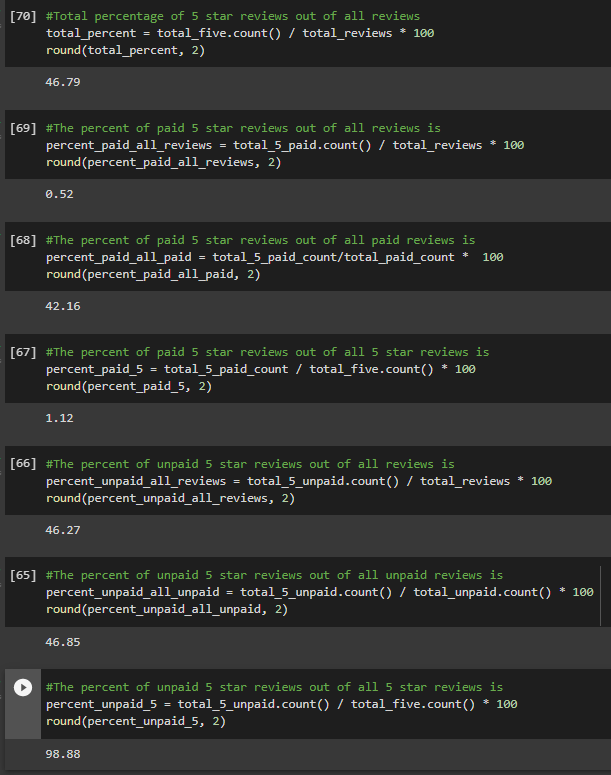 [70] #Total percentage of 5 star reviews out of all reviews
total_percent = total_five.count() / total_reviews * 100
round(total_percent, 2)
46.79
[69] #The percent of paid 5 star reviews out of all reviews is
percent_paid_all_reviews = total_5_paid.count() / total_reviews * 100
round(percent_paid_all_reviews, 2)
0.52
[68] #The percent of paid 5 star reviews out of all paid reviews is
percent_paid_all_paid = total_5_paid_count/total_paid_count *  100
round(percent_paid_all_paid, 2)
42.16
[67] #The percent of paid 5 star reviews out of all 5 star reviews is
percent_paid_5 = total_5_paid_count / total_five.count() * 100
round(percent_paid_5, 2)
1.12
[66] #The percent of unpaid 5 star reviews out of all reviews is
percent_unpaid_all_reviews = total_5_unpaid.count() / total_reviews * 100
round(percent_unpaid_all_reviews, 2)
46.27
[65] #The percent of unpaid 5 star reviews out of all unpaid reviews is
percent_unpaid_all_unpaid = total_5_unpaid.count() / total_unpaid.count() * 100
round(percent_unpaid_all_unpaid, 2)
46.85
#The percent of unpaid 5 star reviews out of all 5 star reviews is
percent_unpaid_5 = total_5_unpaid.count() / total_five.count() * 100
round(percent_unpaid_5, 2)
98.88